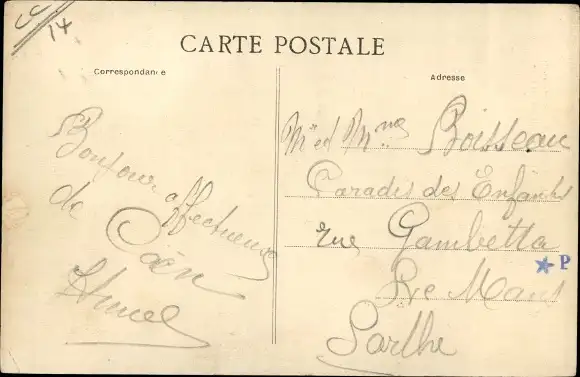 14
CARTE POSTALE
Correspondance
Bonjour affectueux
de Caen
Adresse
Mr et Mme Boisseau
Paradis des Enfants
rue Gambetta
Le Mans
Sarthe
P